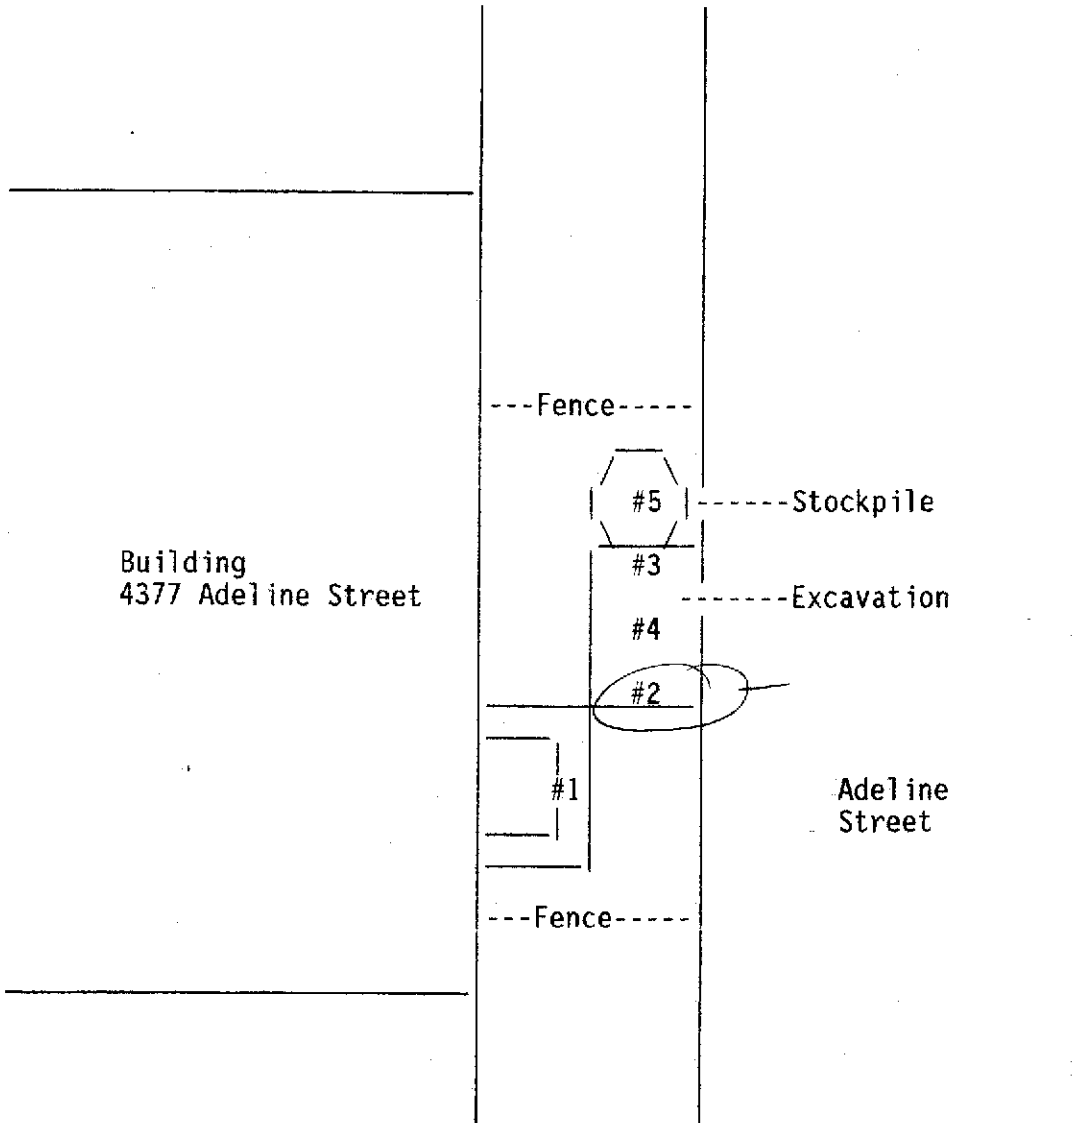 ---Fence-----
#5 ------Stockpile
Building
4377 Adeline Street
#3
-------Excavation
#4
#2
#1
Adeline
Street
---Fence-----